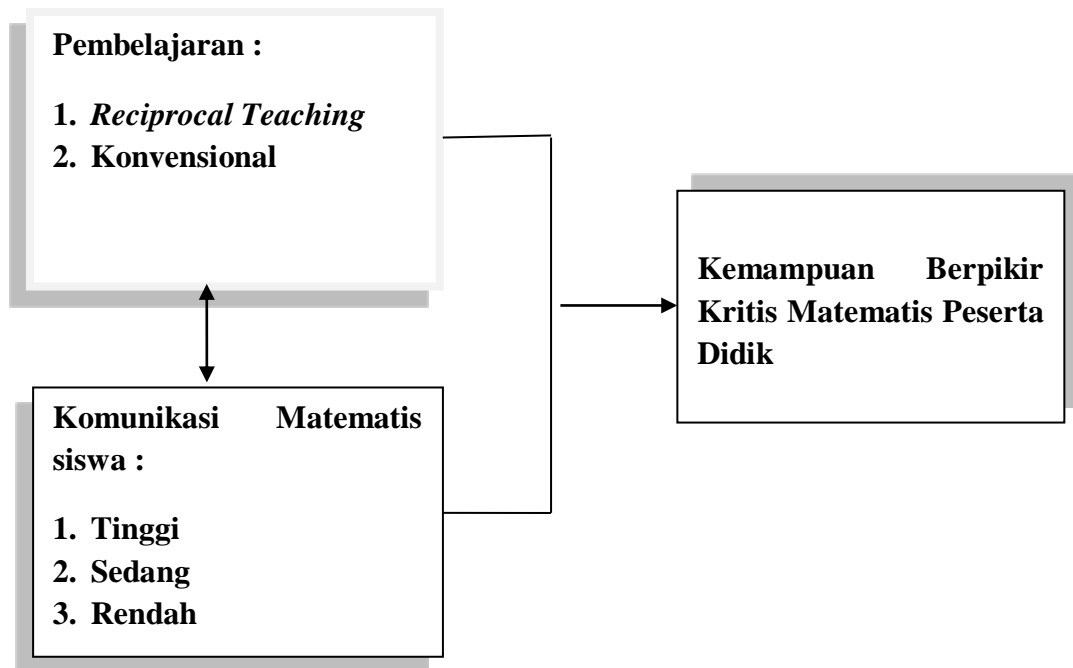 Pembelajaran :
1. Reciprocal Teaching
2. Konvensional
Komunikasi Matematis
siswa :
1. Tinggi
2. Sedang
3. Rendah
Kemampuan Berpikir
Kritis Matematis Peserta
Didik